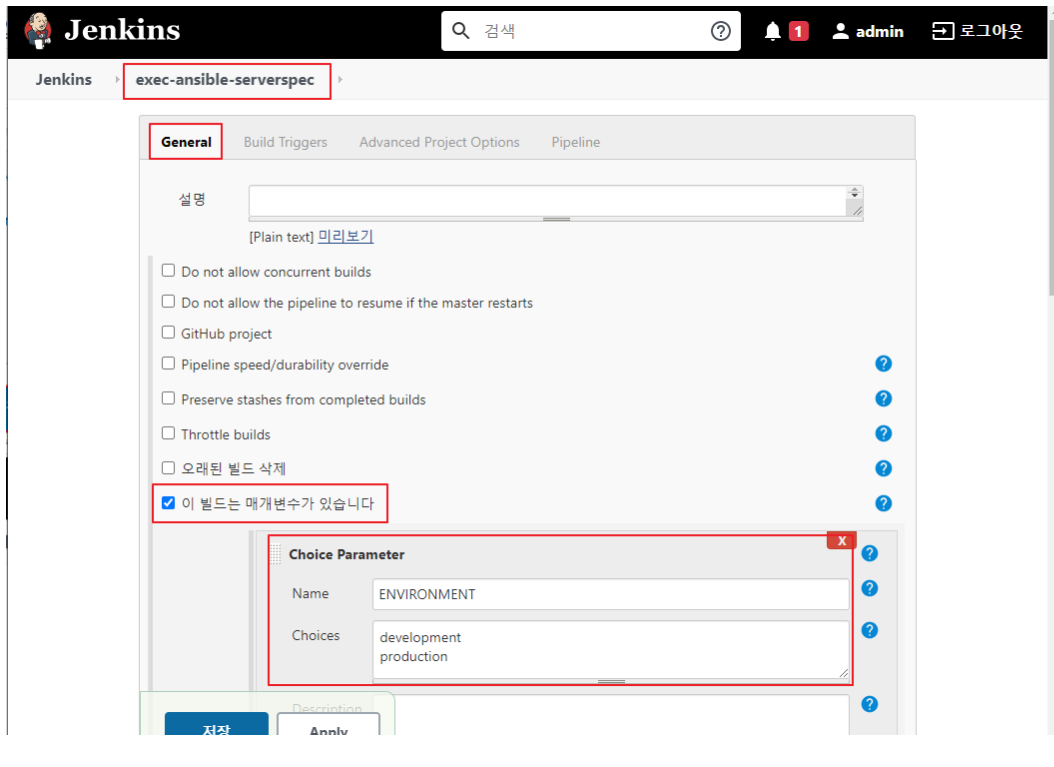 Jenkins 검색 1 admin 로그아웃
Jenkins exec-ansible-serverspec
General Build Triggers Advanced Project Options Pipeline
설명
[Plain text] 미리보기
Do not allow concurrent builds
Do not allow the pipeline to resume if the master restarts
GitHub project
Pipeline speed/durability override
Preserve stashes from completed builds
Throttle builds
오래된 빌드 삭제
이 빌드는 매개변수가 있습니다
X
Choice Parameter
Name ENVIRONMENT
Choices development
production
Description
저장 Apply